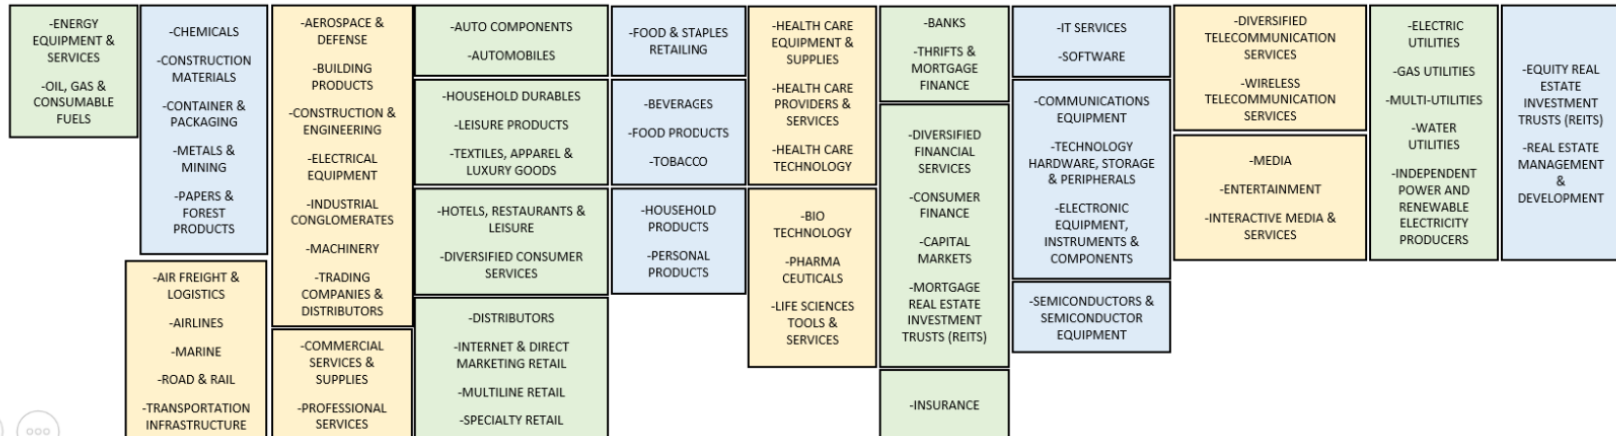 -ENERGY
EQUIPMENT &
SERVICES
-OIL, GAS &
CONSUMABLE
FUELS
-CHEMICALS
-CONSTRUCTION
MATERIALS
-CONTAINER &
PACKAGING
-METALS &
MINING
-PAPERS &
FOREST
PRODUCTS
-AIR FREIGHT &
LOGISTICS
-AIRLINES
-MARINE
-ROAD & RAIL
-TRANSPORTATION
INFRASTRUCTURE
-AEROSPACE &
DEFENSE
-BUILDING
PRODUCTS
-CONSTRUCTION &
ENGINEERING
-ELECTRICAL
EQUIPMENT
-INDUSTRIAL
CONGLOMERATES
-MACHINERY
-TRADING
COMPANIES &
DISTRIBUTORS
-COMMERCIAL
SERVICES &
SUPPLIES
-PROFESSIONAL
SERVICES
-AUTO COMPONENTS
-AUTOMOBILES
-HOUSEHOLD DURABLES
-LEISURE PRODUCTS
-TEXTILES, APPAREL &
LUXURY GOODS
-HOTELS, RESTAURANTS &
LEISURE
-DIVERSIFIED CONSUMER
SERVICES
-DISTRIBUTORS
-INTERNET & DIRECT
MARKETING RETAIL
-MULTILINE RETAIL
-SPECIALTY RETAIL
-FOOD & STAPLES
RETAILING
-BEVERAGES
-FOOD PRODUCTS
-TOBACCO
-HOUSEHOLD
PRODUCTS
-PERSONAL
PRODUCTS
-HEALTH CARE
EQUIPMENT &
SUPPLIES
-HEALTH CARE
PROVIDERS &
SERVICES
-HEALTH CARE
TECHNOLOGY
-BIO
TECHNOLOGY
-PHARMA
CEUTICALS
-LIFE SCIENCES
TOOLS &
SERVICES
-BANKS
-THRIFTS &
MORTGAGE
FINANCE
-DIVERSIFIED
FINANCIAL
SERVICES
-CONSUMER
FINANCE
-CAPITAL
MARKETS
-MORTGAGE
REAL ESTATE
INVESTMENT
TRUSTS (REITS)
-INSURANCE
-IT SERVICES
-SOFTWARE
-COMMUNICATIONS
EQUIPMENT
-TECHNOLOGY
HARDWARE, STORAGE
& PERIPHERALS
-ELECTRONIC
EQUIPMENT,
INSTRUMENTS &
COMPONENTS
-SEMICONDUCTORS &
SEMICONDUCTOR
EQUIPMENT
-DIVERSIFIED
TELECOMMUNICATION
SERVICES
-WIRELESS
TELECOMMUNICATION
SERVICES
-MEDIA
-ENTERTAINMENT
-INTERACTIVE MEDIA &
SERVICES
-ELECTRIC
UTILITIES
-GAS UTILITIES
-MULTI-UTILITIES
-WATER
UTILITIES
-INDEPENDENT
POWER AND
RENEWABLE
ELECTRICITY
PRODUCERS
-EQUITY REAL
ESTATE
INVESTMENT
TRUSTS (REITS)
-REAL ESTATE
MANAGEMENT
&
DEVELOPMENT